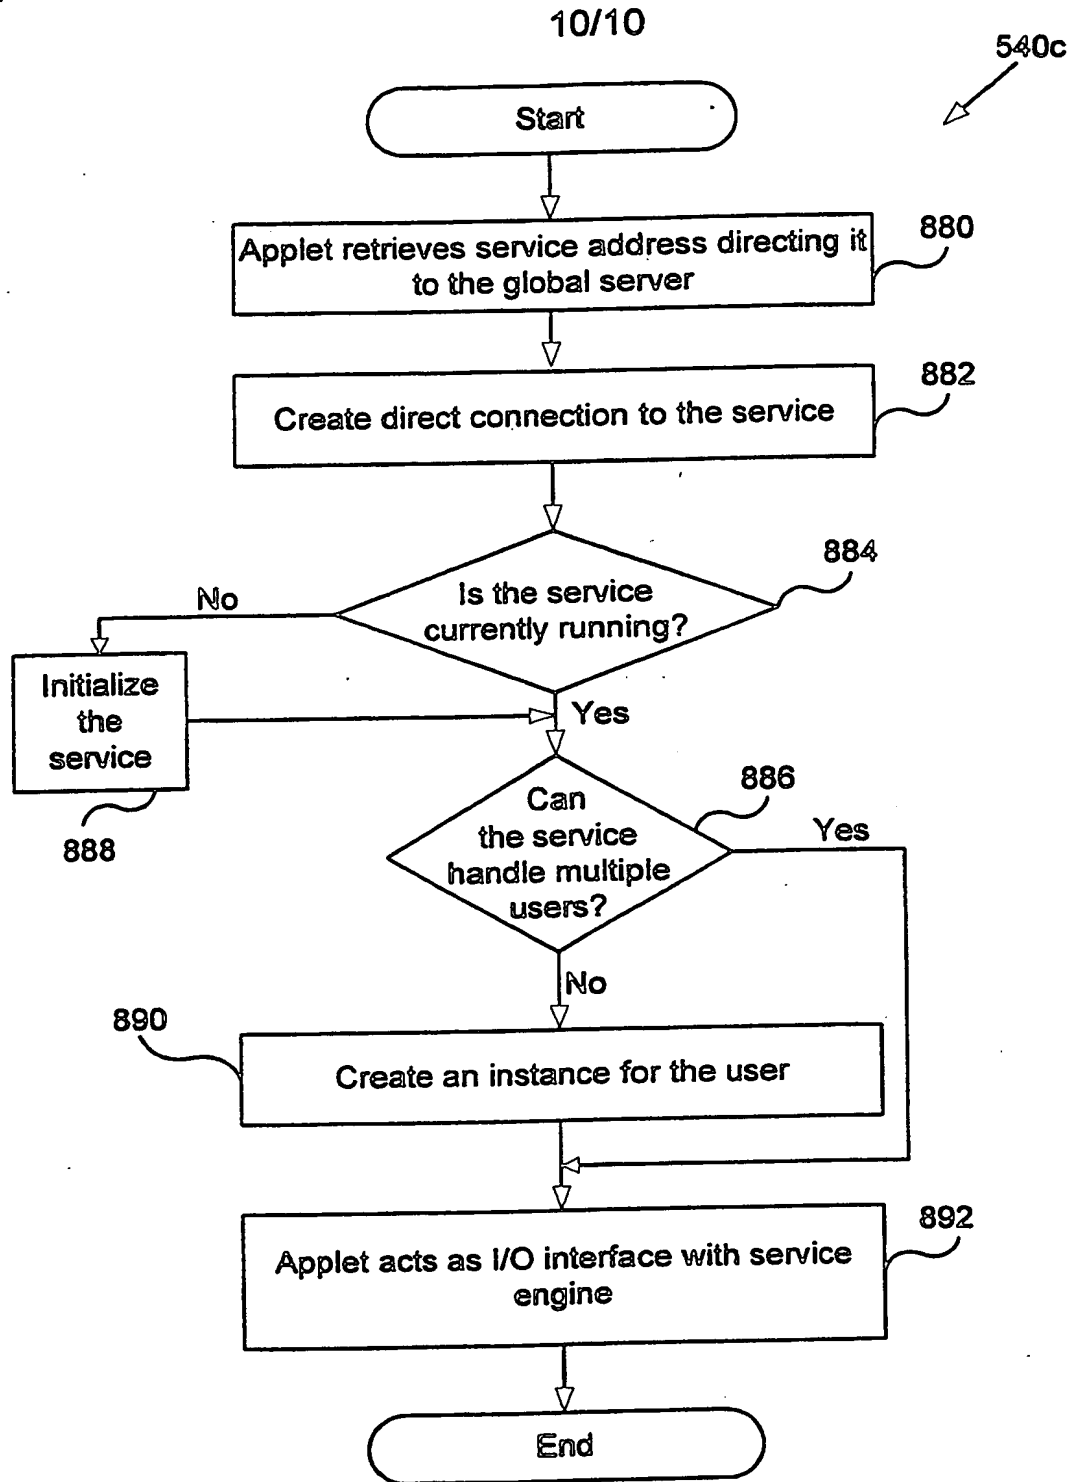 10/10
540c
Start
Applet retrieves service address directing it
to the global server
880
Create direct connection to the service
882
Is the service
currently running?
884
No
Initialize
the
service
888
Yes
Can
the service
handle multiple
users?
886
Yes
No
890
Create an instance for the user
Applet acts as I/O interface with service
engine
892
End